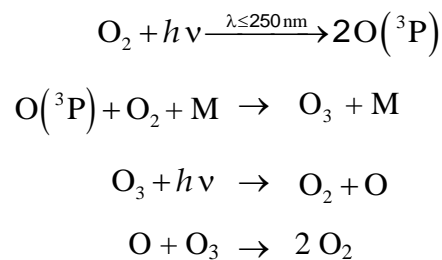 O₂ + hν —λ≤250 nm→ 2O(³P)
O(³P) + O₂ + M → O₃ + M
O₃ + hν → O₂ + O
O + O₃ → 2 O₂